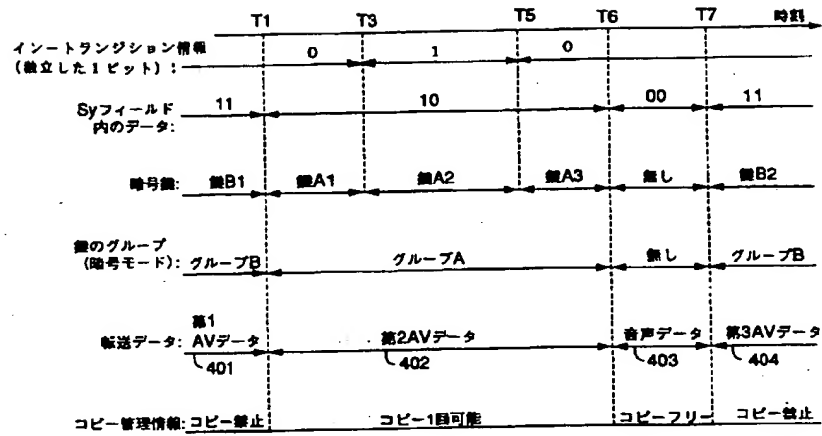 T1 T3 T5 T6 T7 時刻
イントランジション情報
(独立した1ビット):
0 1 0
Syフィールド
内のデータ:
11 10 00 11
暗号鍵: 鍵B1 鍵A1 鍵A2 鍵A3 無し 鍵B2
鍵のグループ
(暗号モード): グループB グループA 無し グループB
転送データ: 第1
AVデータ 第2AVデータ 音声データ 第3AVデータ
401 402 403 404
コピー管理情報: コピー禁止 コピー1回可能 コピーフリー コピー禁止